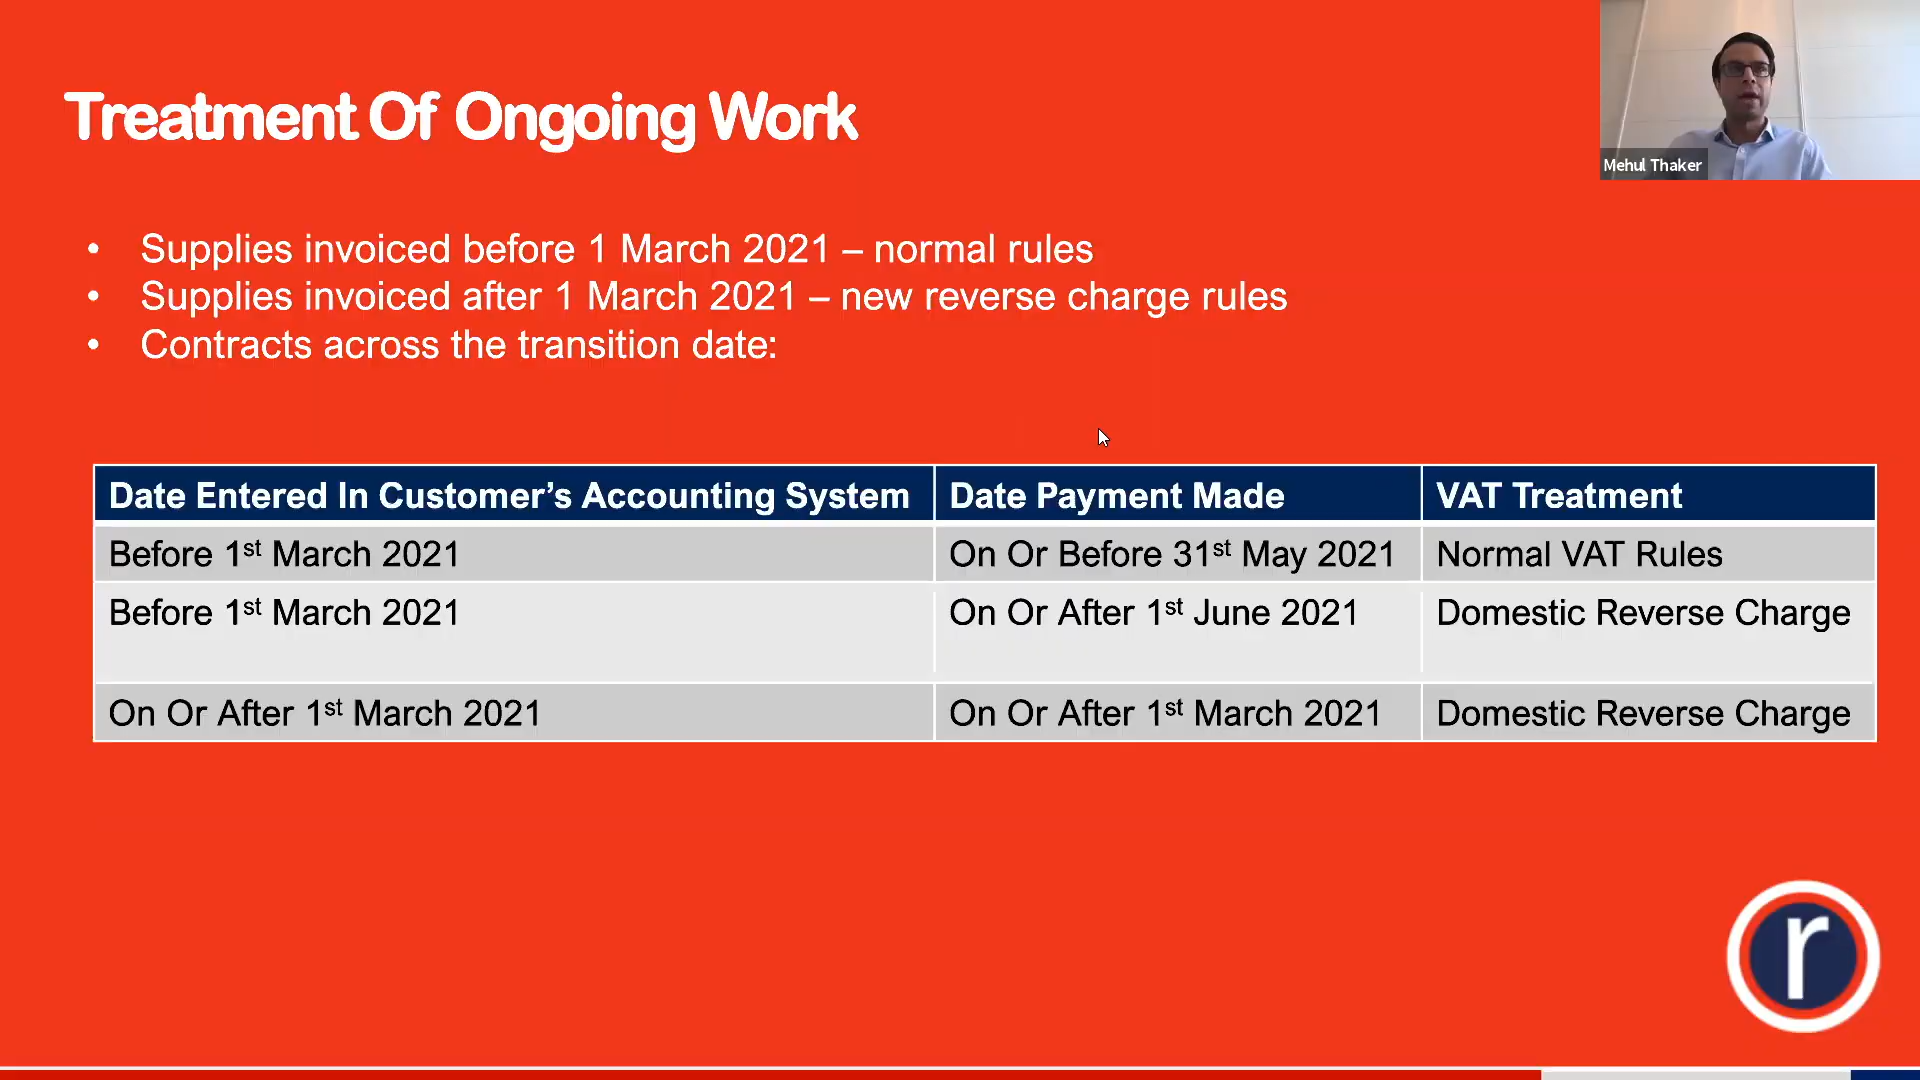 Treatment Of Ongoing Work
Mehul Thaker
• Supplies invoiced before 1 March 2021 – normal rules
• Supplies invoiced after 1 March 2021 – new reverse charge rules
• Contracts across the transition date:
Date Entered In Customer’s Accounting System Date Payment Made VAT Treatment
Before 1st March 2021 On Or Before 31st May 2021 Normal VAT Rules
Before 1st March 2021 On Or After 1st June 2021 Domestic Reverse Charge
On Or After 1st March 2021 On Or After 1st March 2021 Domestic Reverse Charge
r